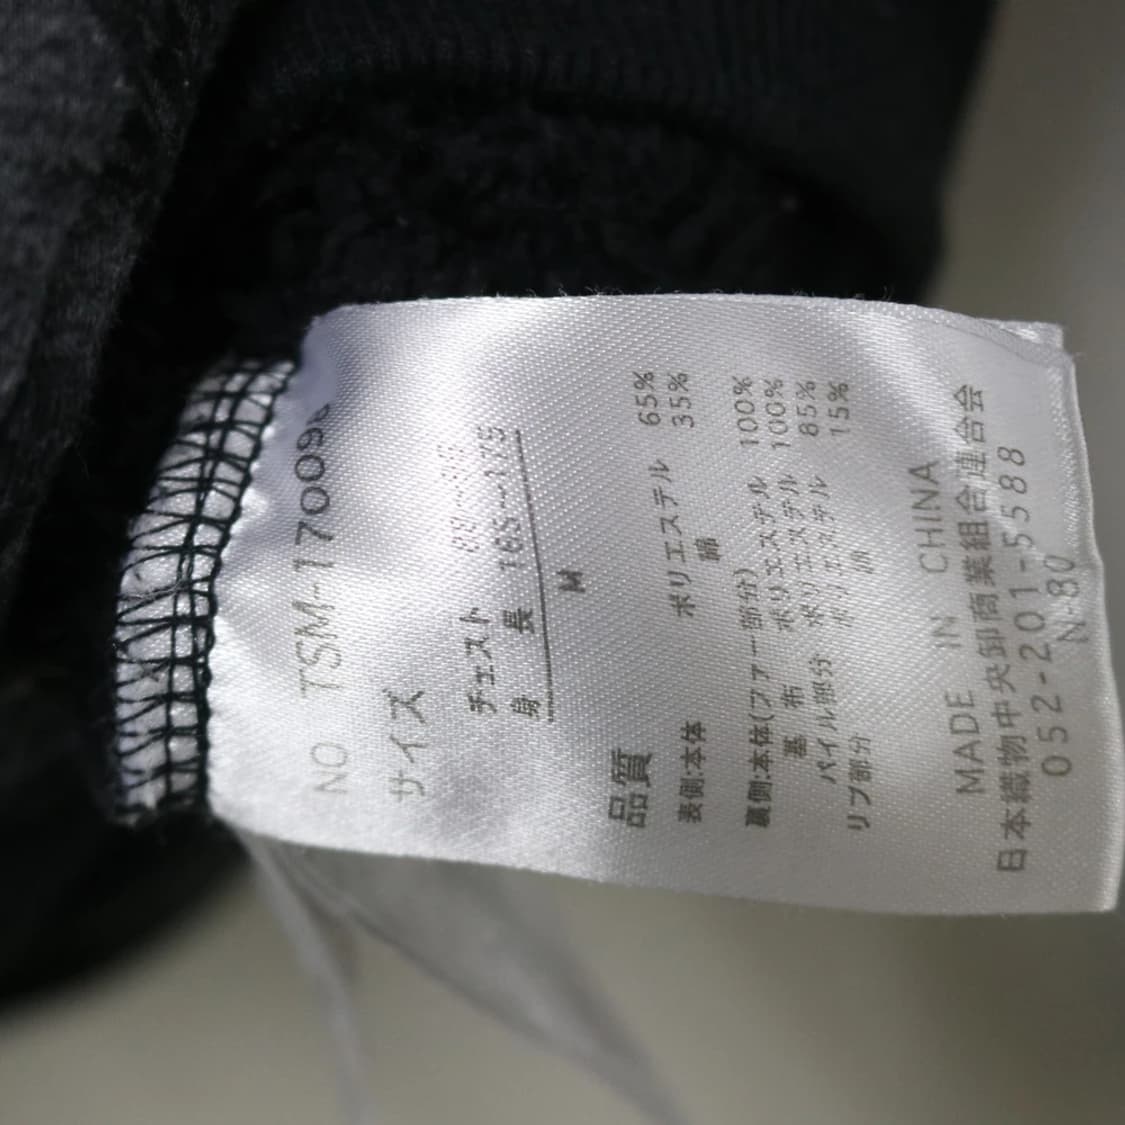 NO TSM-17009
サイズ
チェスト 88~96
身長 165~175
M
品質
表側:本体 ポリエステル 65%
綿 35%
裏側:本体(ファー部分) ポリエステル 100%
基布 ポリエステル 100%
パイル部分 ポリエステル 85%
リブ部分 ポリエステル
綿 15%
MADE IN CHINA
日本織物中央卸商業組合連合会
052-201-5588
N-80